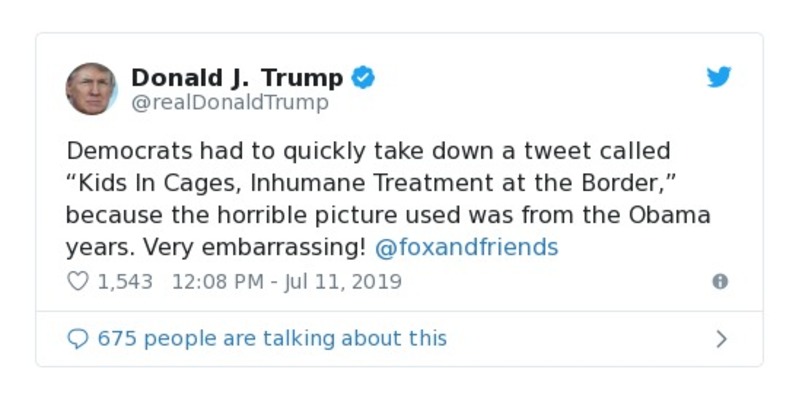 Donald J. Trump
@realDonaldTrump
Democrats had to quickly take down a tweet called
“Kids In Cages, Inhumane Treatment at the Border,”
because the horrible picture used was from the Obama
years. Very embarrassing! @foxandfriends
1,543 12:08 PM - Jul 11, 2019
675 people are talking about this